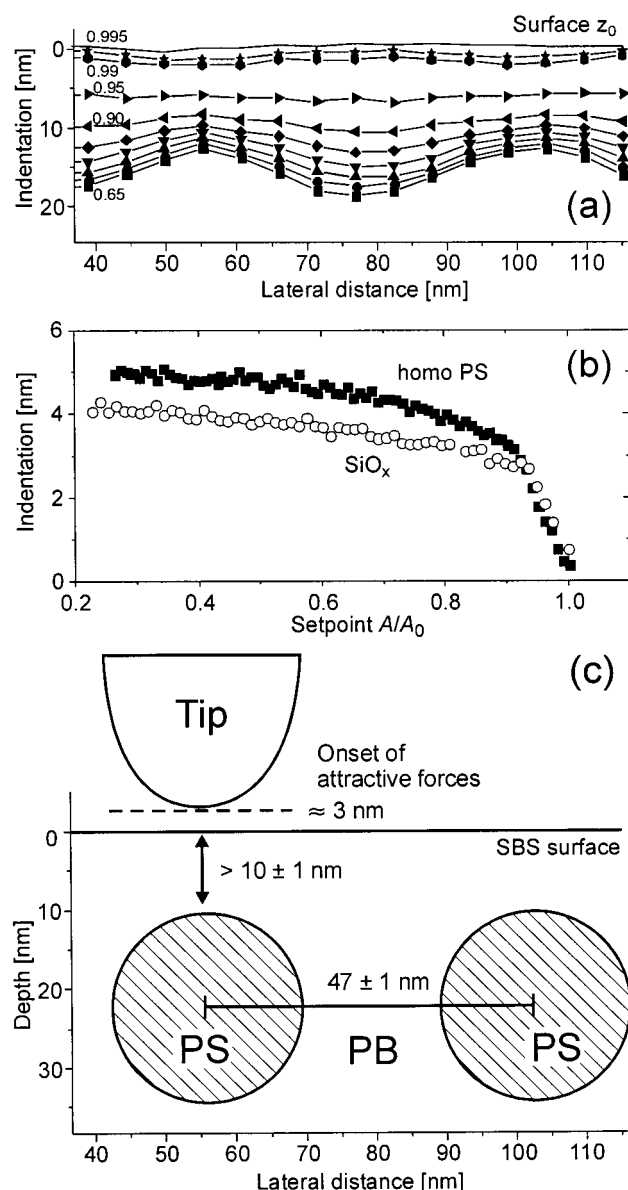 Surface z0
0.995
0.99
0.95
0.90
0.65
0
10
20
Indentation [nm]
(a)
40 50 60 70 80 90 100 110
Lateral distance [nm]
(b)
6
4
2
0
Indentation [nm]
homo PS
SiOx
0.2 0.4 0.6 0.8 1.0
Setpoint A/A0
(c)
Tip
Onset of
attractive forces
≈ 3 nm
SBS surface
> 10 ± 1 nm
0
10
20
30
Depth [nm]
47 ± 1 nm
PS PB PS
40 50 60 70 80 90 100 110
Lateral distance [nm]